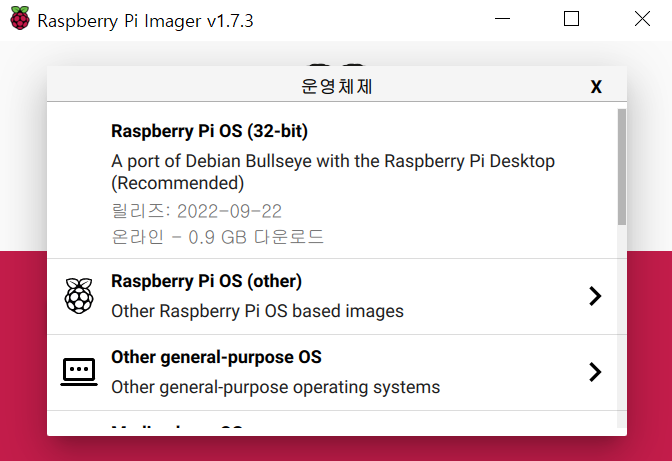 Raspberry Pi Imager v1.7.3
운영체제
X
Raspberry Pi OS (32-bit)
A port of Debian Bullseye with the Raspberry Pi Desktop
(Recommended)
릴리즈: 2022-09-22
온라인 - 0.9 GB 다운로드
Raspberry Pi OS (other)
Other Raspberry Pi OS based images
Other general-purpose OS
Other general-purpose operating systems